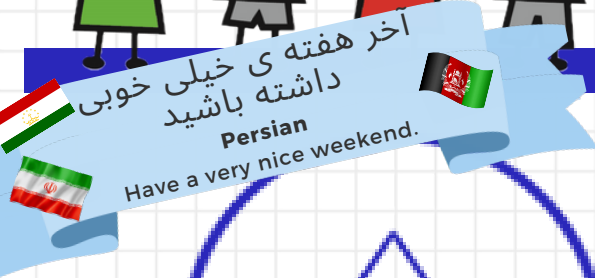 آخر هفته ی خیلی خوبی
داشته باشید
Persian
Have a very nice weekend.